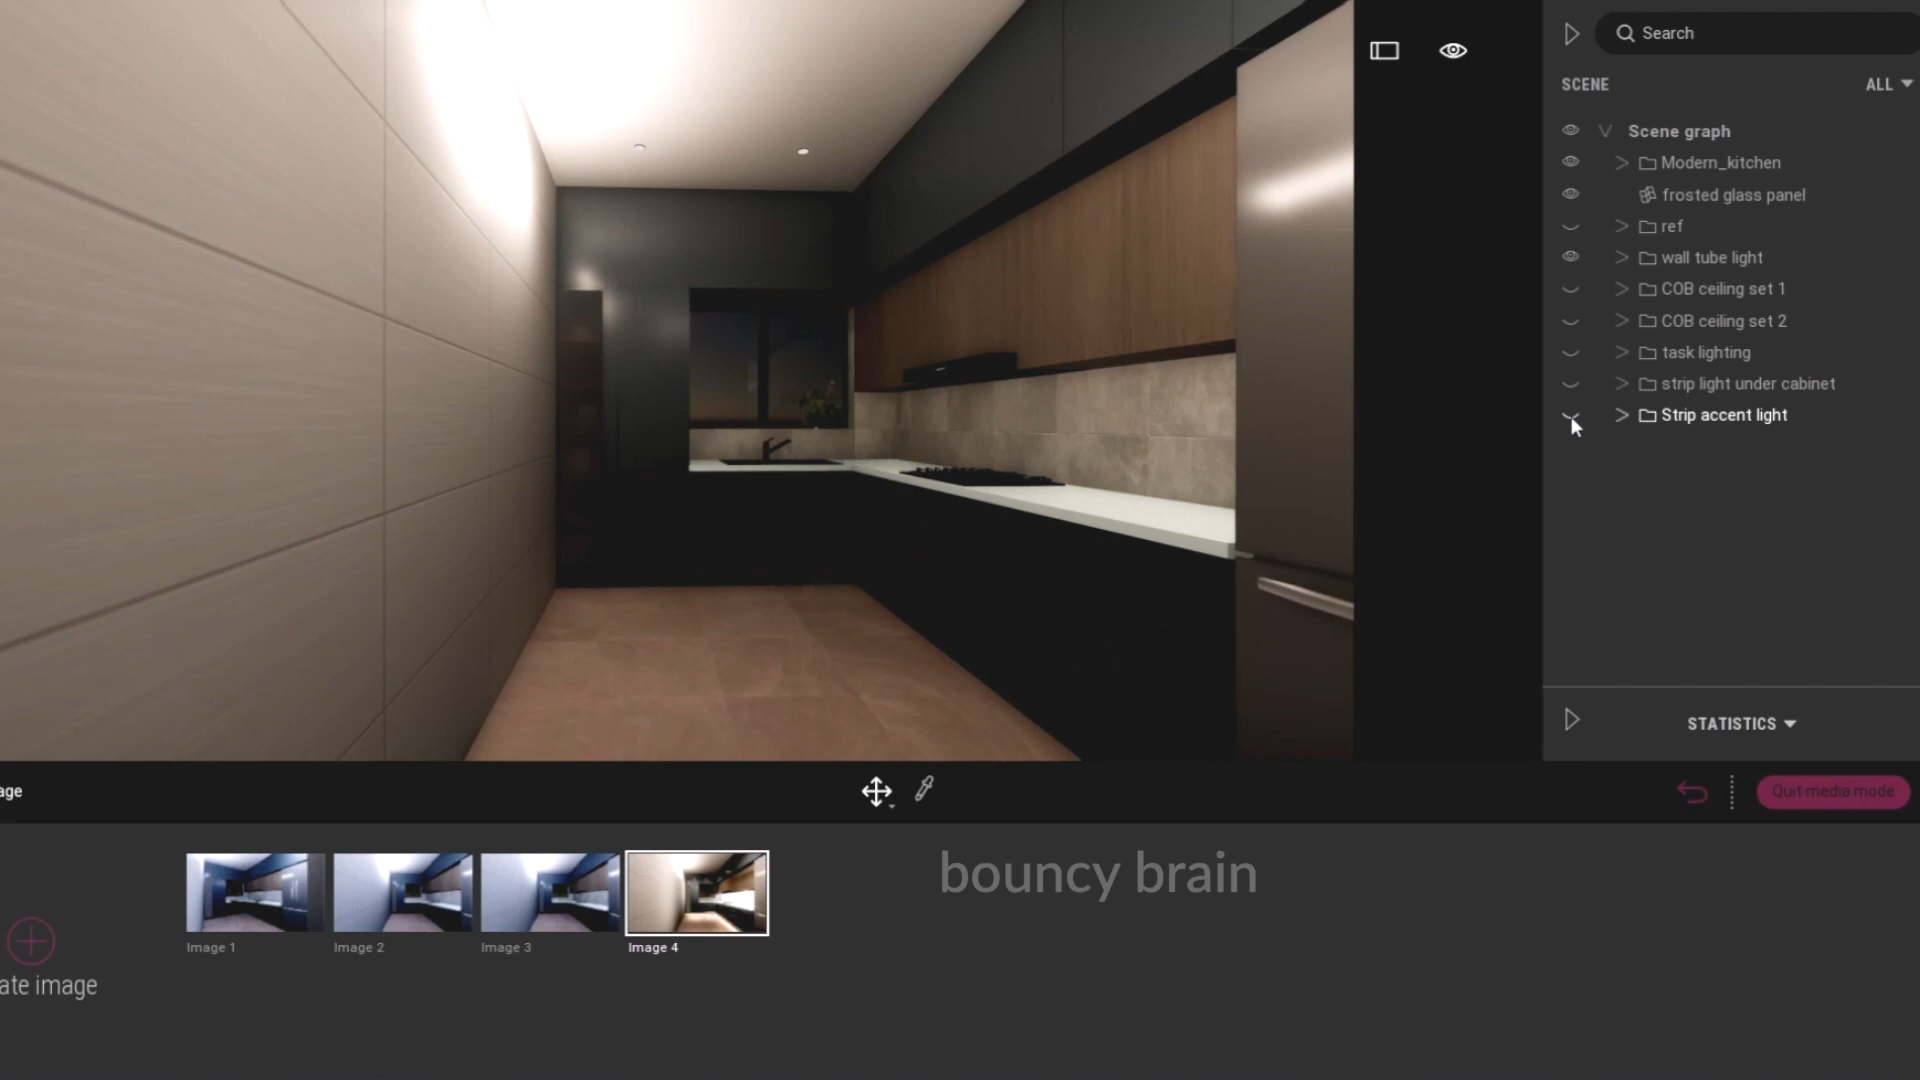 Search
SCENE
ALL
Scene graph
Modern_kitchen
frosted glass panel
ref
wall tube light
COB ceiling set 1
COB ceiling set 2
task lighting
strip light under cabinet
Strip accent light
STATISTICS
age
Quit media mode
bouncy brain
Image 1
Image 2
Image 3
Image 4
ate image